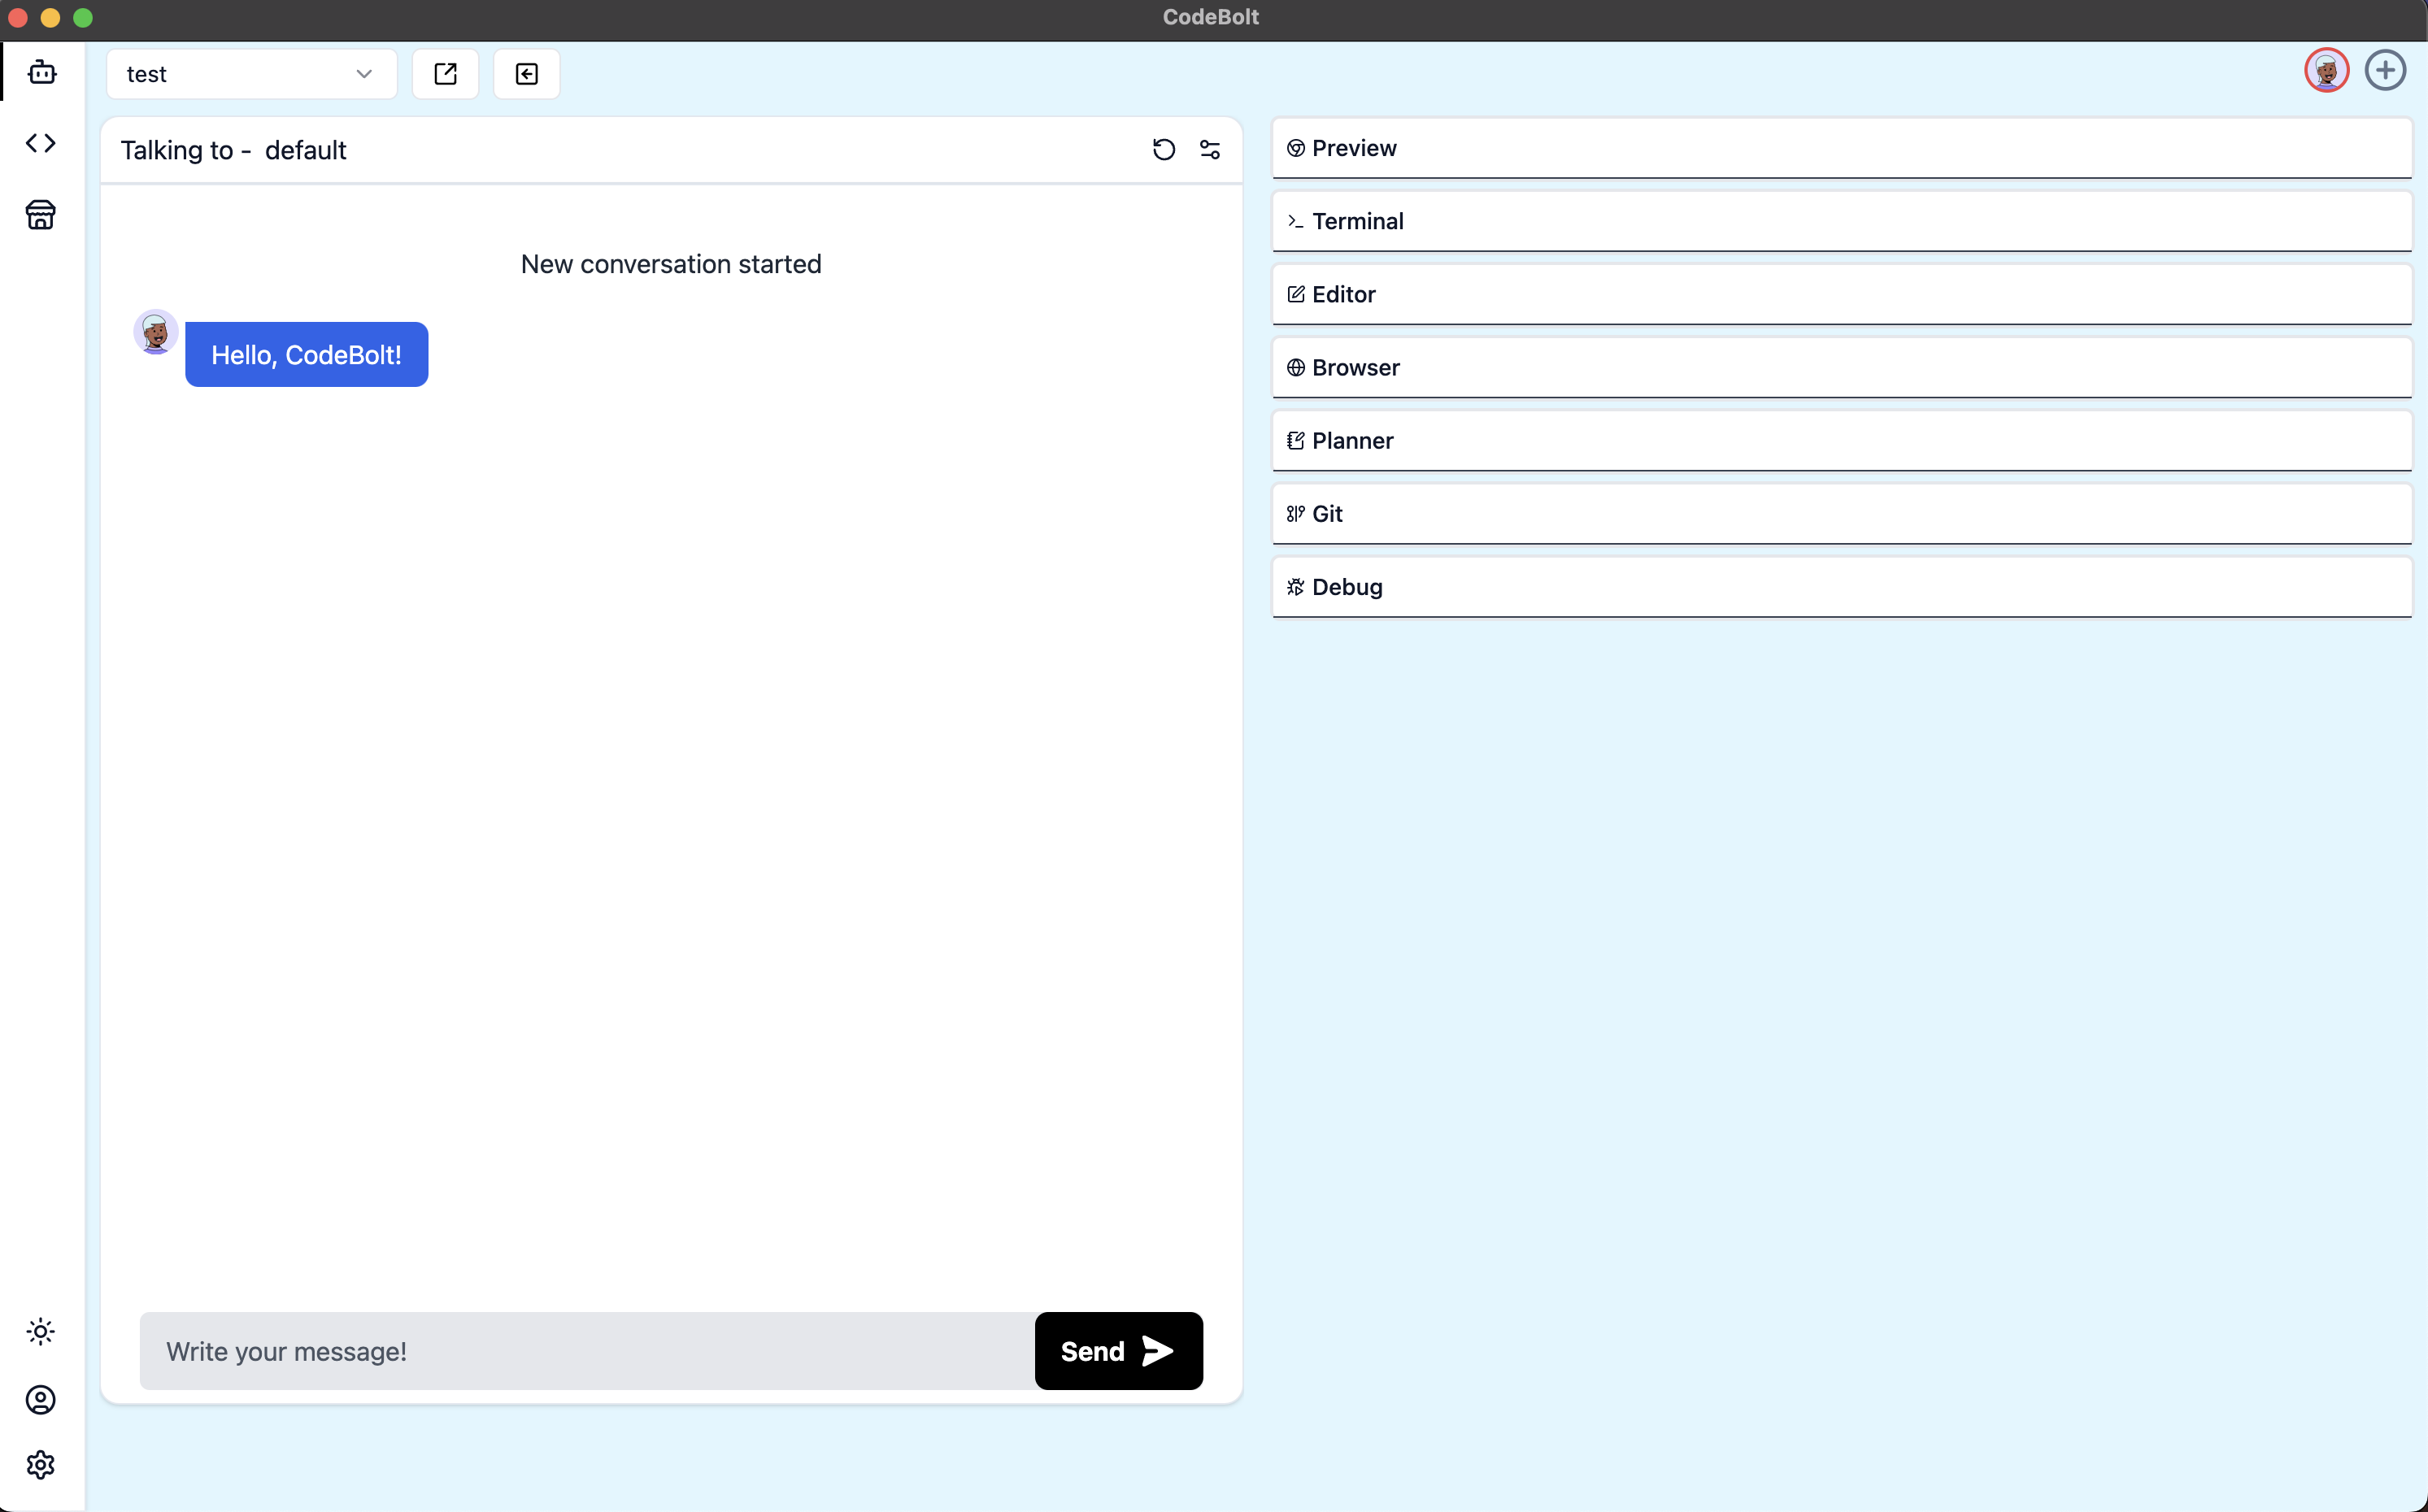 CodeBolt
test
Talking to -  default
New conversation started
Hello, CodeBolt!
Write your message!
Send
Preview
Terminal
Editor
Browser
Planner
Git
Debug